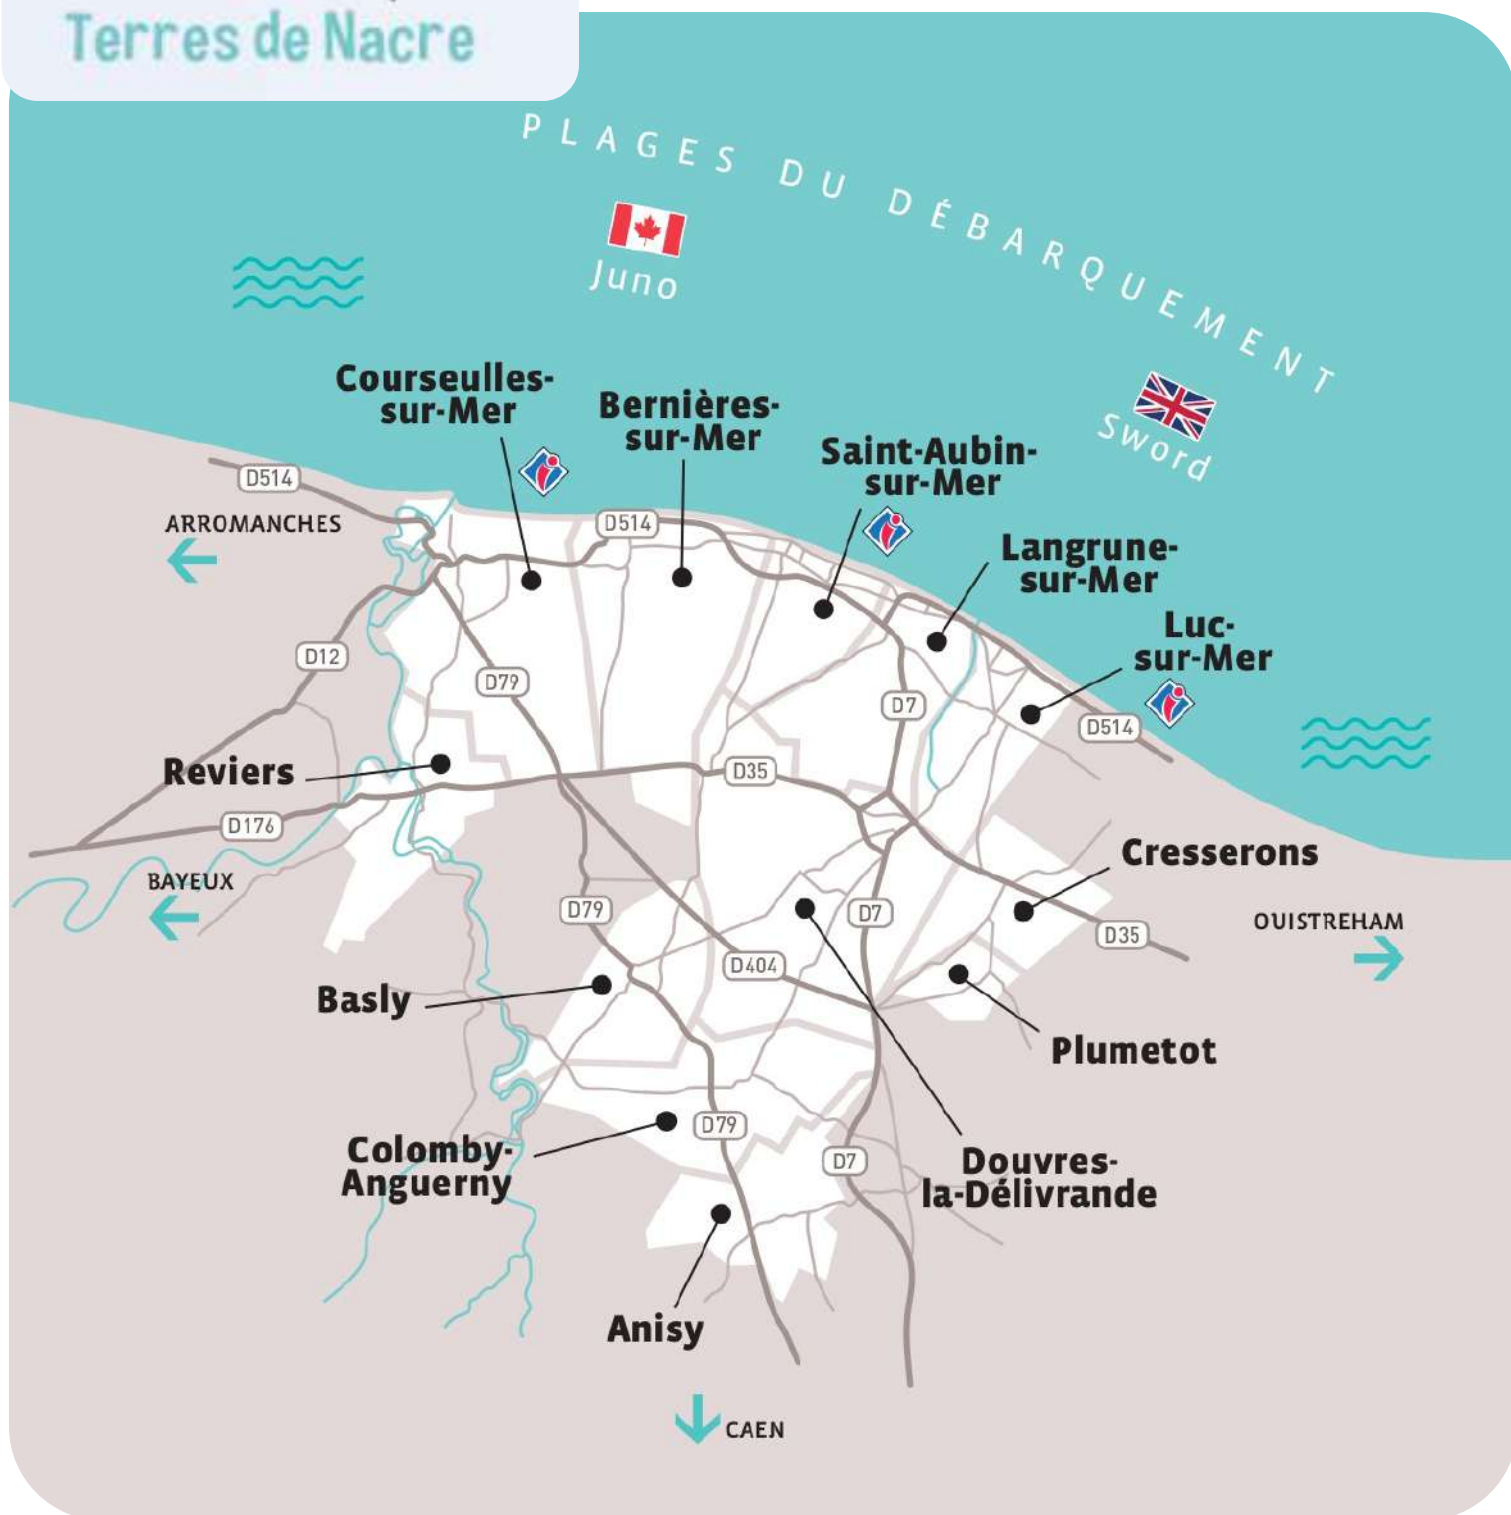 Terres de Nacre
PLAGES DU DÉBARQUEMENT
Juno
Sword
Courseulles-
sur-Mer
Bernières-
sur-Mer
Saint-Aubin-
sur-Mer
D514
ARROMANCHES
D514
Langrune-
sur-Mer
Luc-
sur-Mer
D12
D79
D7
D514
Reviers
D35
D176
BAYEUX
Cresserons
D79
D7
D35
OUISTREHAM
D404
Basly
Plumetot
D79
Colomby-
Anguerny
D7
Douvres-
la-Délivrande
Anisy
CAEN